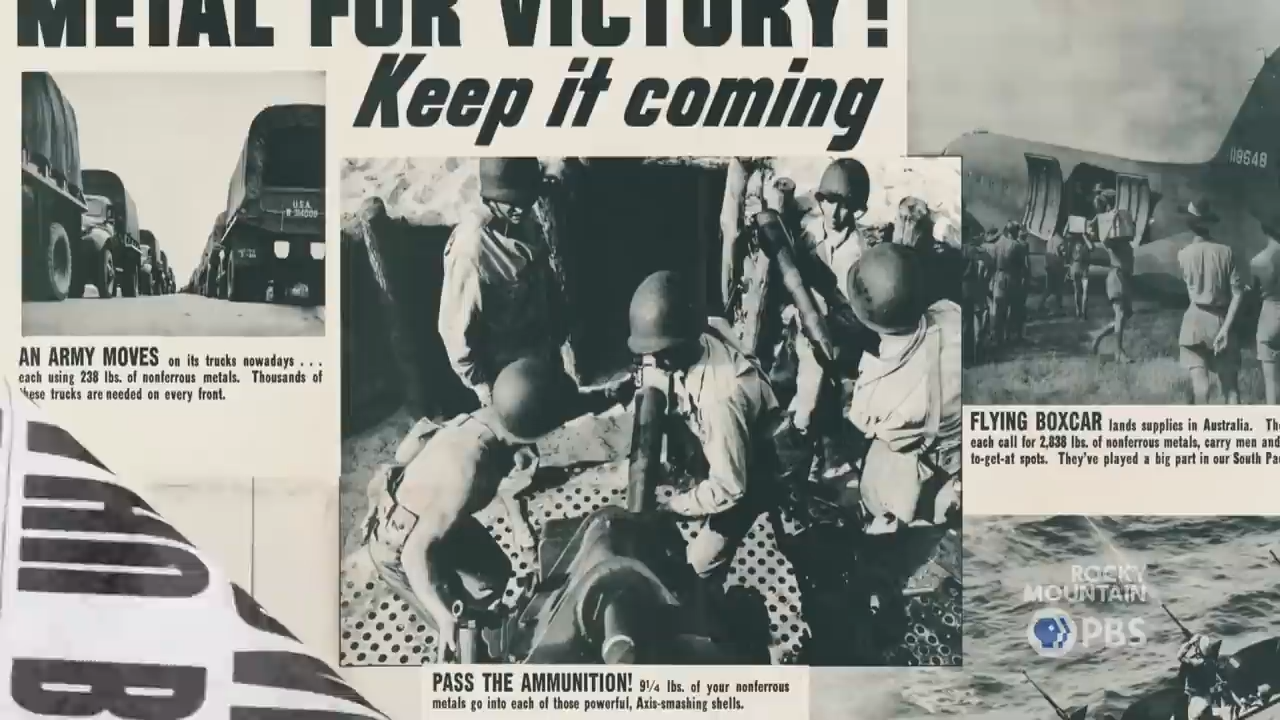 METAL FOR VICTORY!
Keep it coming
U.S.A.
118648
AN ARMY MOVES on its trucks nowadays . . .
each using 238 lbs. of nonferrous metals. Thousands of
these trucks are needed on every front.
FLYING BOXCAR lands supplies in Australia.
each call for 2,838 lbs. of nonferrous metals, carry men and
to-get-at spots. They've played a big part in our South
PASS THE AMMUNITION! 9¼ lbs. of your nonferrous
metals go into each of those powerful, Axis-smashing shells.
ROCKY
MOUNTAIN
PBS